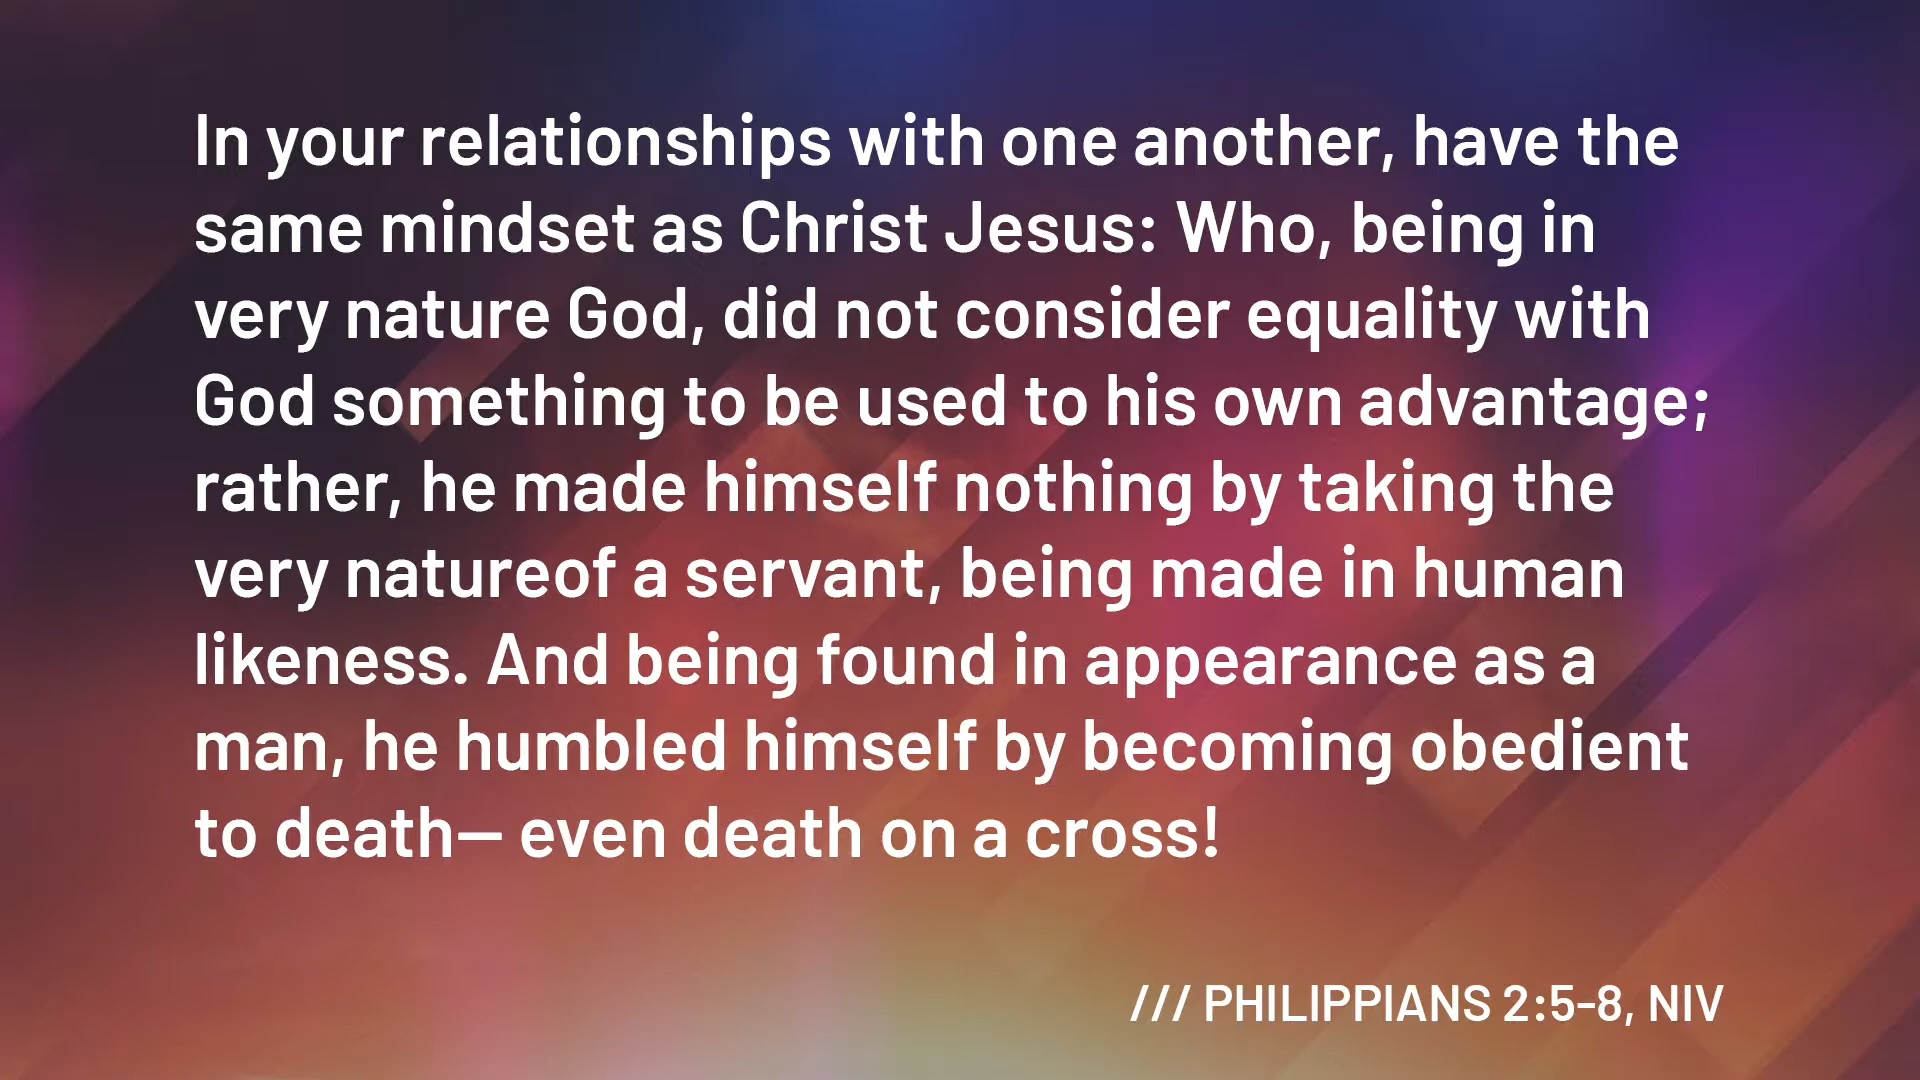 In your relationships with one another, have the
same mindset as Christ Jesus: Who, being in
very nature God, did not consider equality with
God something to be used to his own advantage;
rather, he made himself nothing by taking the
very natureof a servant, being made in human
likeness. And being found in appearance as a
man, he humbled himself by becoming obedient
to death— even death on a cross!
/// PHILIPPIANS 2:5-8, NIV